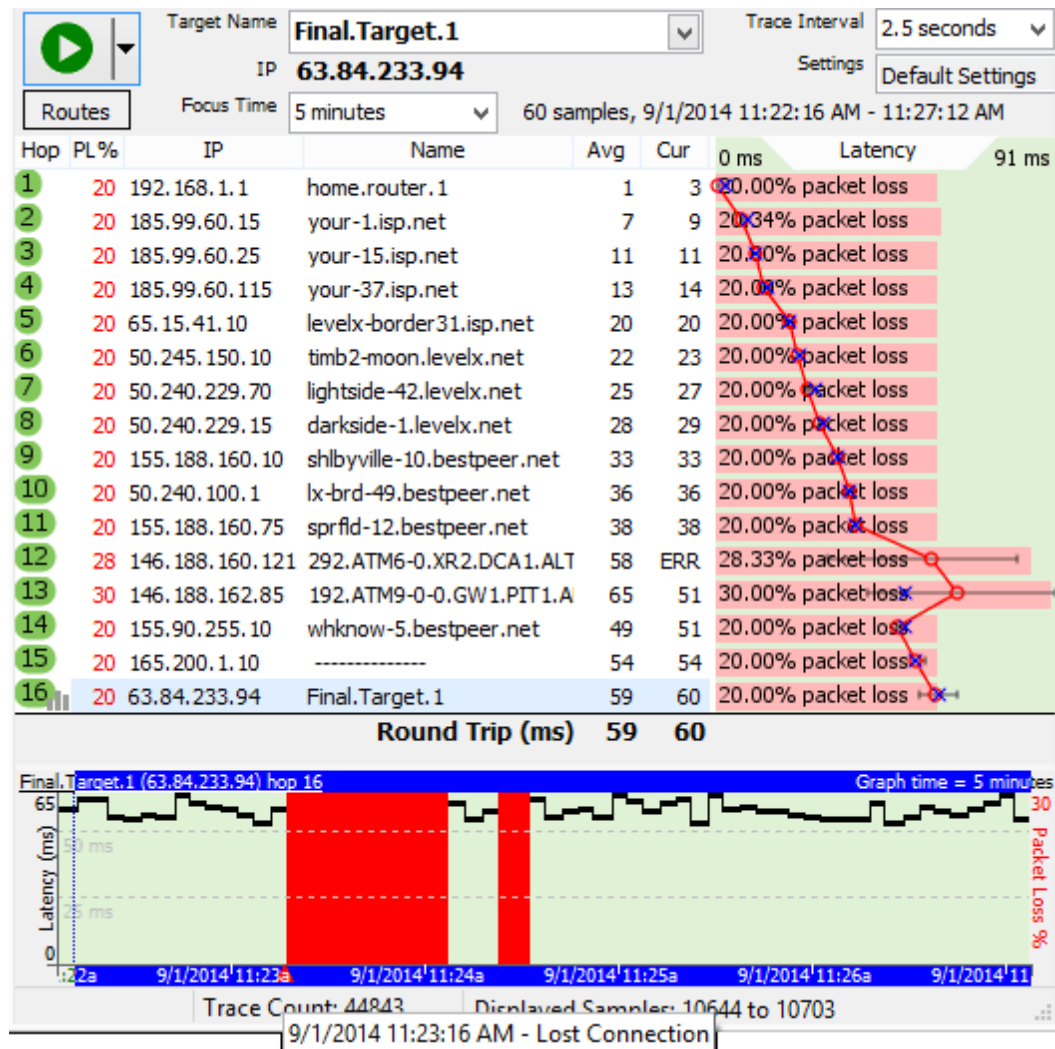 Target Name Final.Target.1 Trace Interval 2.5 seconds
IP 63.84.233.94 Settings Default Settings
Routes Focus Time 5 minutes 60 samples, 9/1/2014 11:22:16 AM - 11:27:12 AM
Hop PL% IP Name Avg Cur 0 ms Latency 91 ms
1 20 192.168.1.1 home.router.1 1 3 20.00% packet loss
2 20 185.99.60.15 your-1.isp.net 7 9 20.34% packet loss
3 20 185.99.60.25 your-15.isp.net 11 11 20.00% packet loss
4 20 185.99.60.115 your-37.isp.net 13 14 20.00% packet loss
5 20 65.15.41.10 levelx-border31.isp.net 20 20 20.00% packet loss
6 20 50.245.150.10 timb2-moon.levelx.net 22 23 20.00% packet loss
7 20 50.240.229.70 lightside-42.levelx.net 25 27 20.00% packet loss
8 20 50.240.229.15 darkside-1.levelx.net 28 29 20.00% packet loss
9 20 155.188.160.10 shlbyville-10.bestpeer.net 33 33 20.00% packet loss
10 20 50.240.100.1 lx-brd-49.bestpeer.net 36 36 20.00% packet loss
11 20 155.188.160.75 sprfld-12.bestpeer.net 38 38 20.00% packet loss
12 28 146.188.160.121 292.ATM6-0.XR2.DCA1.ALT 58 ERR 28.33% packet loss
13 30 146.188.162.85 192.ATM9-0-0.GW1.PIT1.A 65 51 30.00% packet loss
14 20 155.90.255.10 whknow-5.bestpeer.net 49 51 20.00% packet loss
15 20 165.200.1.10 -------------- 54 54 20.00% packet loss
16 20 63.84.233.94 Final.Target.1 59 60 20.00% packet loss
Round Trip (ms) 59 60
Final.Target.1 (63.84.233.94) hop 16 Graph time = 5 minutes
65 30
50 ms
25 ms
0
Latency (ms)
Packet Loss %
:22a 9/1/2014 11:23a 9/1/2014 11:24a 9/1/2014 11:25a 9/1/2014 11:26a 9/1/2014 11
Trace Count: 44843 Displayed Samples: 10644 to 10703
9/1/2014 11:23:16 AM - Lost Connection